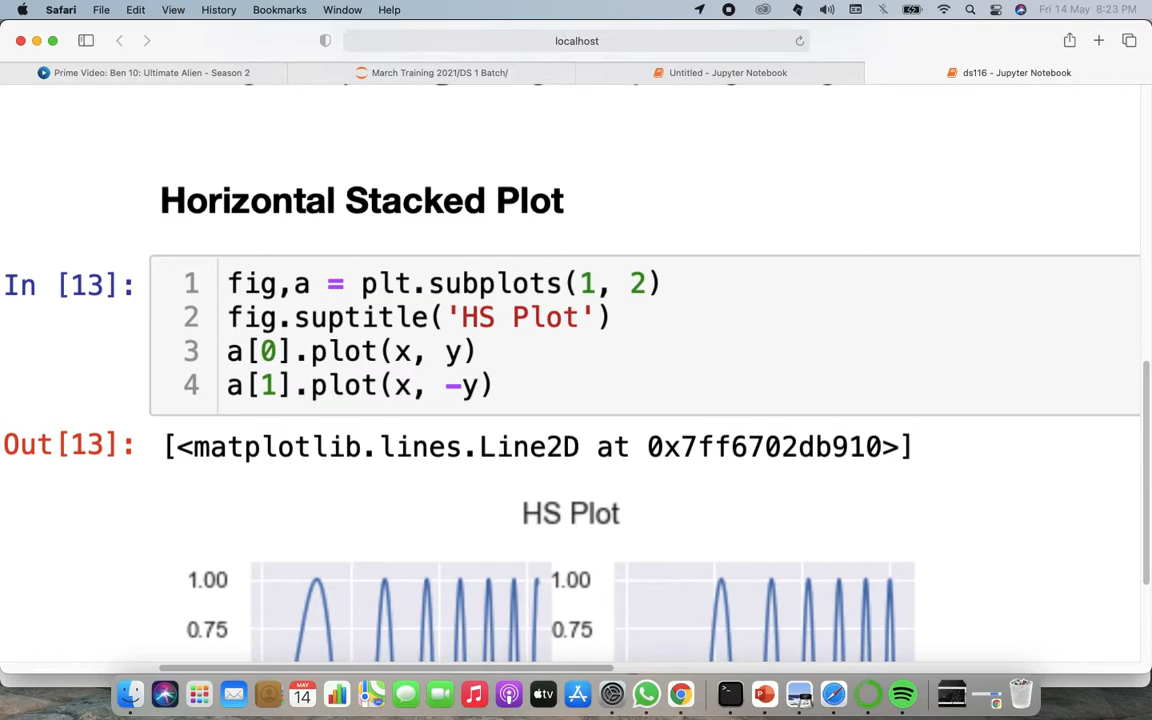 Safari File Edit View History Bookmarks Window Help Fri 14 May 8:23 PM
localhost
Prime Video: Ben 10: Ultimate Alien - Season 2 March Training 2021/DS 1 Batch/ Untitled - Jupyter Notebook ds116 - Jupyter Notebook
Horizontal Stacked Plot
In [13]: 1 fig,a = plt.subplots(1, 2)
2 fig.suptitle('HS Plot')
3 a[0].plot(x, y)
4 a[1].plot(x, -y)
Out[13]: [<matplotlib.lines.Line2D at 0x7ff6702db910>]
HS Plot
1.00 1.00
0.75 0.75
MAY
14
tv